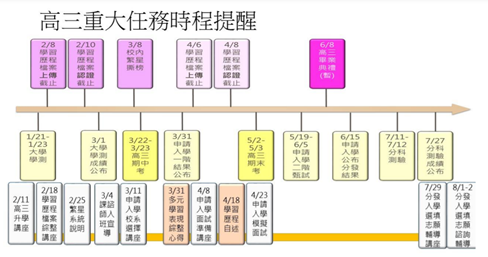 高三重大任務時程提醒
2/8
學習
歷程
檔案
上傳
截止
2/10
學習
歷程
檔案
認證
截止
3/8
校內
繁星
撕榜
4/6
學習
歷程
檔案
上傳
截止
4/8
學習
歷程
檔案
認證
截止
6/8
高三
畢業
典禮
(暫)
1/21-
1/23
大學
學測
3/1
大學
學測
成績
公布
3/22-
3/23
高三
期中
考
3/31
申請
入學
一階
結果
公布
5/2-
5/3
高三
期末
考
5/19-
6/5
申請
入學
二階
甄試
6/15
申請
入學
公布
分發
結果
7/11-
7/12
分科
測驗
7/27
分科
測驗
成績
公布
2/11
高三
升學
講座
2/18
學習
歷程
檔案
綜整
講座
2/25
繁星
系統
說明
3/4
課諮
師入
班宣
導
3/11
申請
入學
校系
選擇
講座
3/31
多元
學習
表現
綜整
心得
4/8
申請
入學
面試
準備
講座
4/18
學習
歷程
自述
4/23
申請
入學
模擬
面試
7/29
分發
入學
選填
志願
輔導
講座
8/1-2
分發
入學
選填
志願
諮詢
輔導